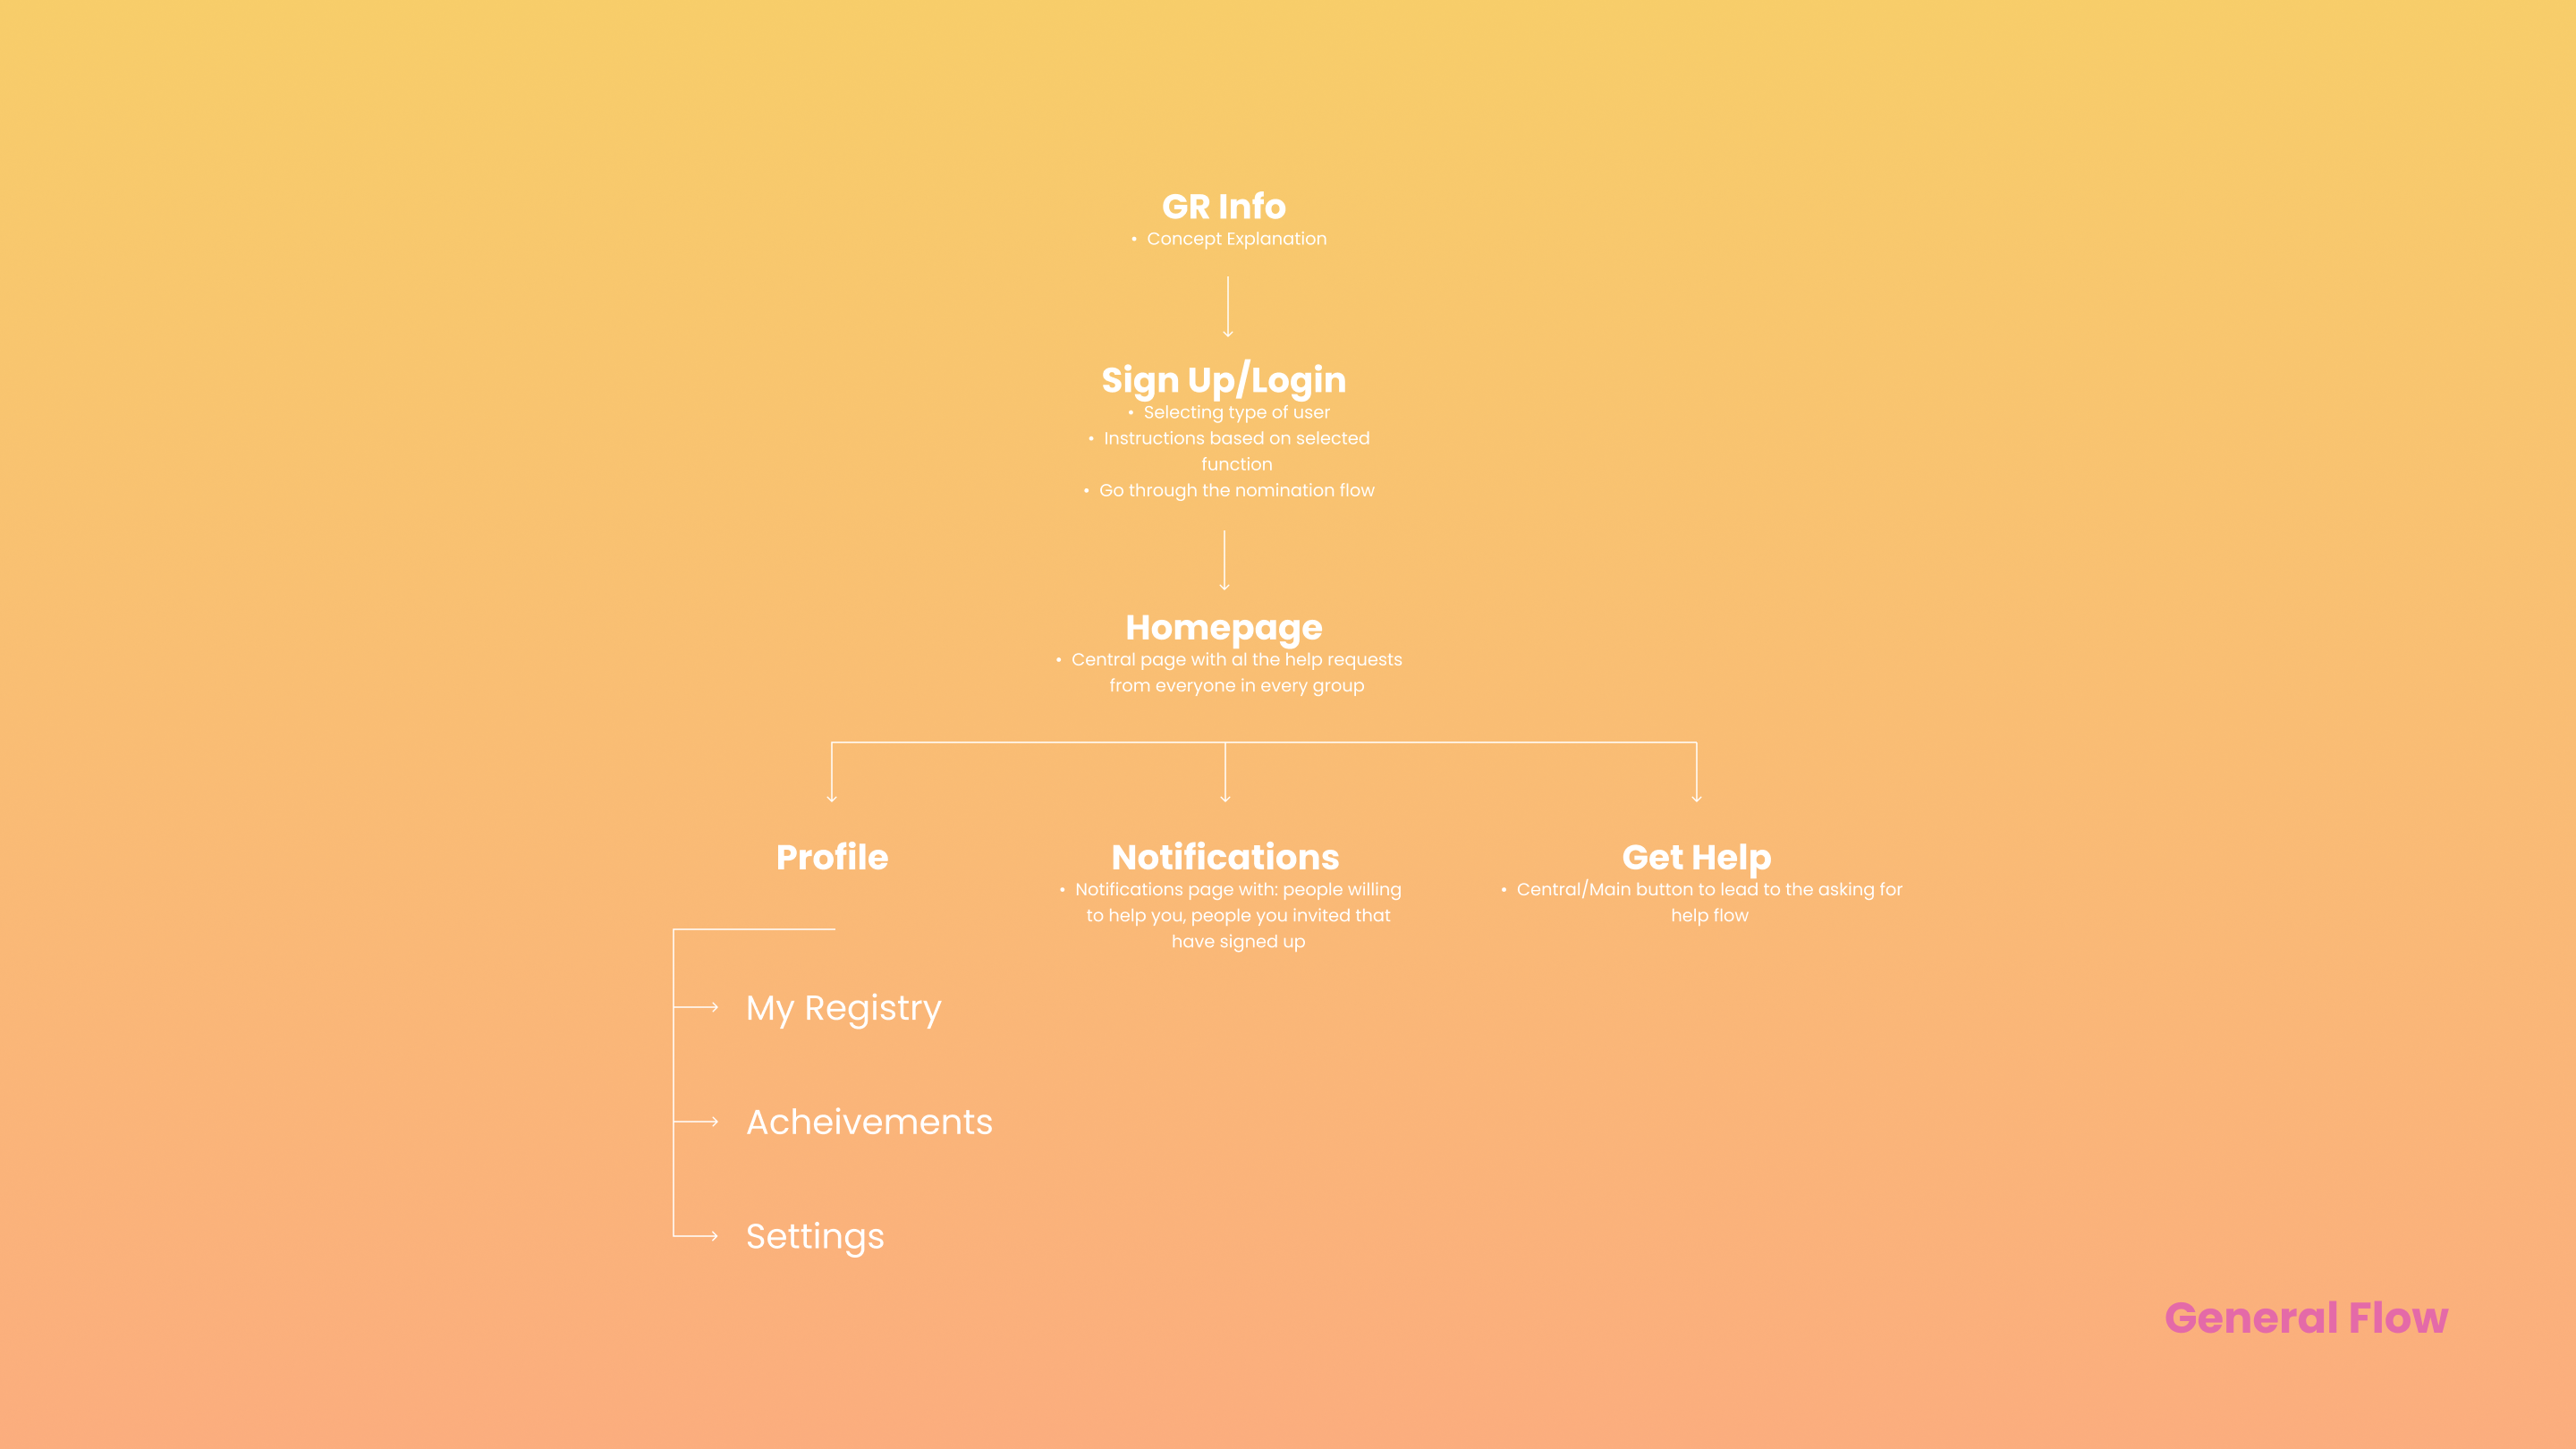 GR Info
• Concept Explanation
Sign Up/Login
• Selecting type of user
• Instructions based on selected
function
• Go through the nomination flow
Homepage
• Central page with al the help requests
from everyone in every group
Profile
Notifications
• Notifications page with: people willing
to help you, people you invited that
have signed up
Get Help
• Central/Main button to lead to the asking for
help flow
My Registry
Acheivements
Settings
General Flow